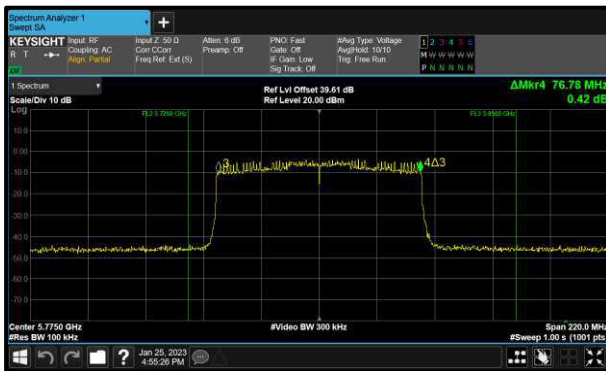 Spectrum Analyzer 1
Swept SA
+
KEYSIGHT
R T
Input: RF
Coupling: AC
Align: Partial
Input Z: 50 Ω
Corr CCorr
Freq Ref: Ext (S)
Atten: 6 dB
Preamp: Off
PNO: Fast
Gate: Off
IF Gain: Low
Sig Track: Off
#Avg Type: Voltage
Avg|Hold: 10/10
Trig: Free Run
1 2 3 4 5 6
M W W W W W
P N N N N N
1 Spectrum
Scale/Div 10 dB
Ref Lvl Offset 39.61 dB
Ref Level 20.00 dBm
ΔMkr4 76.78 MHz
0.42 dB
Log
10.0
0.00
-10.0
-20.0
-30.0
-40.0
-50.0
-60.0
-70.0
3
4Δ3
Center 5.7750 GHz
#Res BW 100 kHz
#Video BW 300 kHz
Span 220.0 MHz
#Sweep 1.00 s (1001 pts)
?
Jan 25, 2023
4:55:26 PM